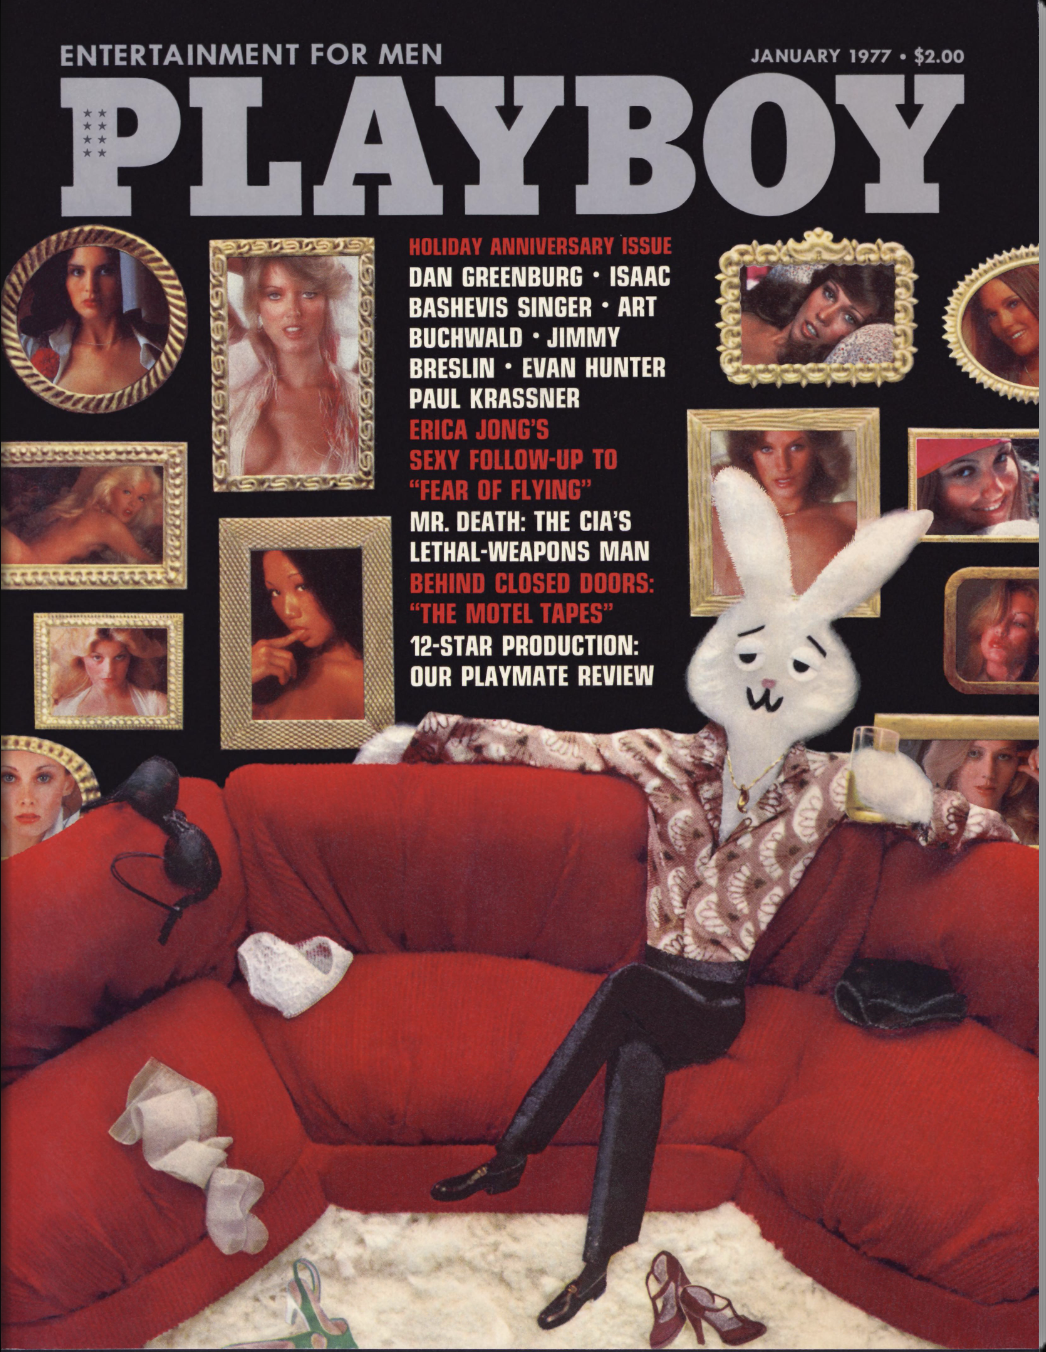 ENTERTAINMENT FOR MEN
JANUARY 1977 • $2.00
PLAYBOY
HOLIDAY ANNIVERSARY ISSUE
DAN GREENBURG • ISAAC
BASHEVIS SINGER • ART
BUCHWALD • JIMMY
BRESLIN • EVAN HUNTER
PAUL KRASSNER
ERICA JONG'S
SEXY FOLLOW-UP TO
"FEAR OF FLYING"
MR. DEATH: THE CIA'S
LETHAL-WEAPONS MAN
BEHIND CLOSED DOORS:
"THE MOTEL TAPES"
12-STAR PRODUCTION:
OUR PLAYMATE REVIEW